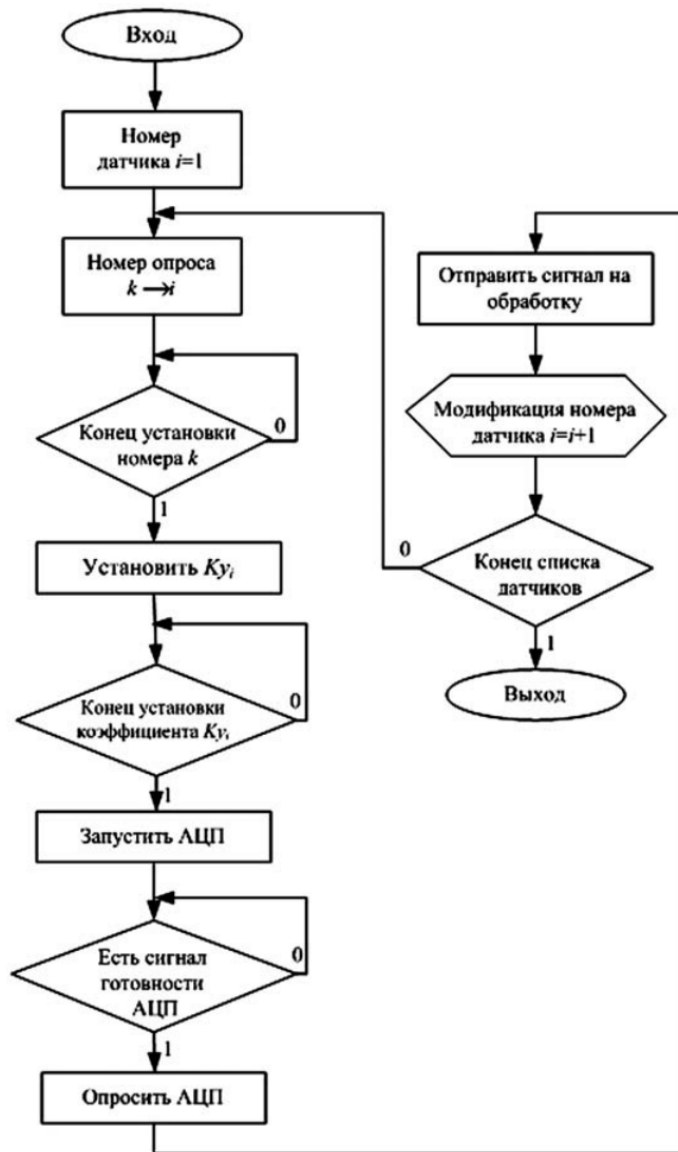 Вход
Номер
датчика i=1
Номер опроса
k → i
Конец установки
номера k
0
1
Установить Kyᵢ
Конец установки
коэффициента Kyᵢ
0
1
Запустить АЦП
Есть сигнал
готовности
АЦП
0
1
Опросить АЦП
Отправить сигнал на
обработку
Модификация номера
датчика i=i+1
Конец списка
датчиков
0
1
Выход